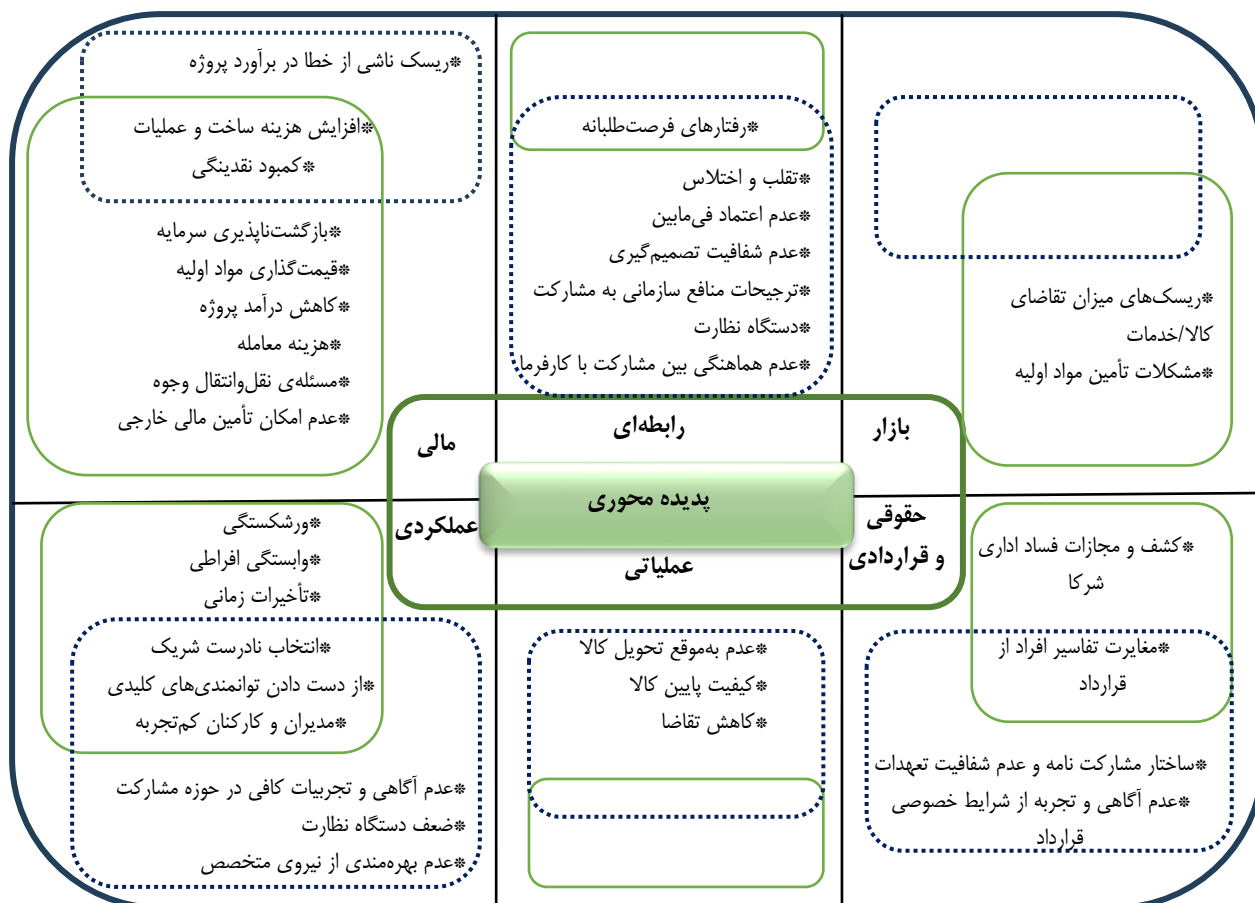 *ریسک‌های میزان تقاضای
کالا/خدمات
*مشکلات تأمین مواد اولیه
*رفتارهای فرصت‌طلبانه
*تقلب و اختلاس
*عدم اعتماد فی‌مابین
*عدم شفافیت تصمیم‌گیری
*ترجیحات منافع سازمانی به مشارکت
*دستگاه نظارت
*عدم هماهنگی بین مشارکت با کارفرما
*ریسک ناشی از خطا در برآورد پروژه
*افزایش هزینه ساخت و عملیات
*کمبود نقدینگی
*بازگشت‌ناپذیری سرمایه
*قیمت‌گذاری مواد اولیه
*کاهش درآمد پروژه
*هزینه معامله
*مسئله‌ی نقل‌وانتقال وجوه
*عدم امکان تأمین مالی خارجی
بازار
رابطه‌ای
مالی
پدیده محوری
حقوقی
و قراردادی
عملیاتی
عملکردی
*کشف و مجازات فساد اداری
شرکا
*مغایرت تفاسیر افراد از
قرارداد
*ساختار مشارکت نامه و عدم شفافیت تعهدات
*عدم آگاهی و تجربه از شرایط خصوصی
قرارداد
*عدم به‌موقع تحویل کالا
*کیفیت پایین کالا
*کاهش تقاضا
*ورشکستگی
*وابستگی افراطی
*تأخیرات زمانی
*انتخاب نادرست شریک
*از دست دادن توانمندی‌های کلیدی
*مدیران و کارکنان کم‌تجربه
*عدم آگاهی و تجربیات کافی در حوزه مشارکت
*ضعف دستگاه نظارت
*عدم بهره‌مندی از نیروی متخصص